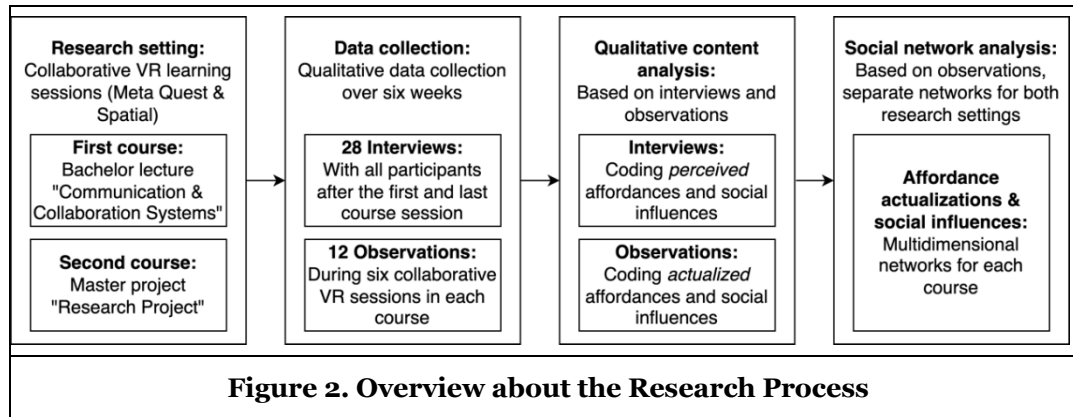 Research setting:
Collaborative VR learning
sessions (Meta Quest &
Spatial)
First course:
Bachelor lecture
"Communication &
Collaboration Systems"
Second course:
Master project
"Research Project"
Data collection:
Qualitative data collection
over six weeks
28 Interviews:
With all participants
after the first and last
course session
12 Observations:
During six collaborative
VR sessions in each
course
Qualitative content
analysis:
Based on interviews and
observations
Interviews:
Coding perceived
affordances and social
influences
Observations:
Coding actualized
affordances and social
influences
Social network analysis:
Based on observations,
separate networks for both
research settings
Affordance
actualizations &
social influences:
Multidimensional
networks for each
course
Figure 2. Overview about the Research Process